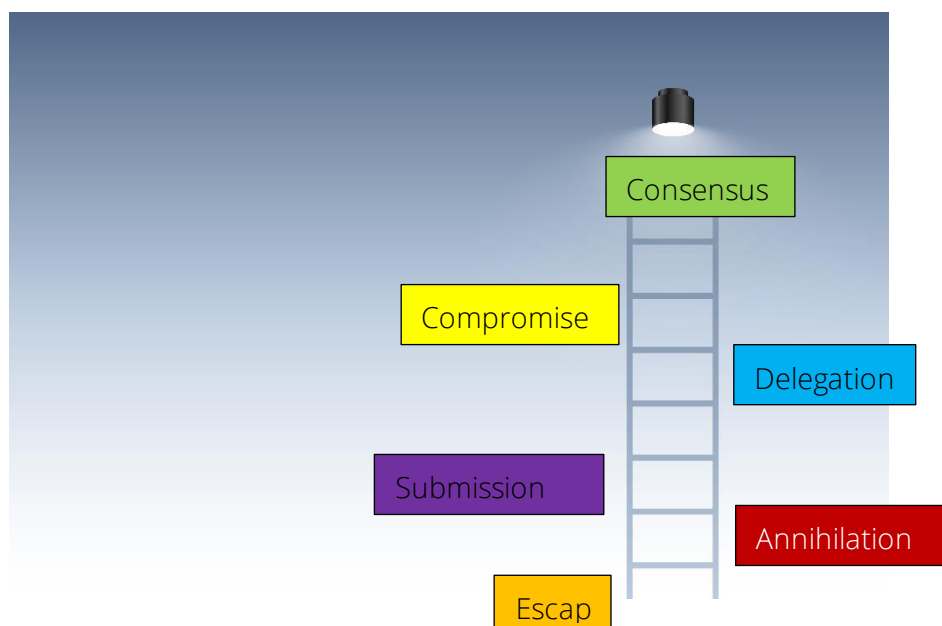 Consensus
Compromise
Delegation
Submission
Annihilation
Escap